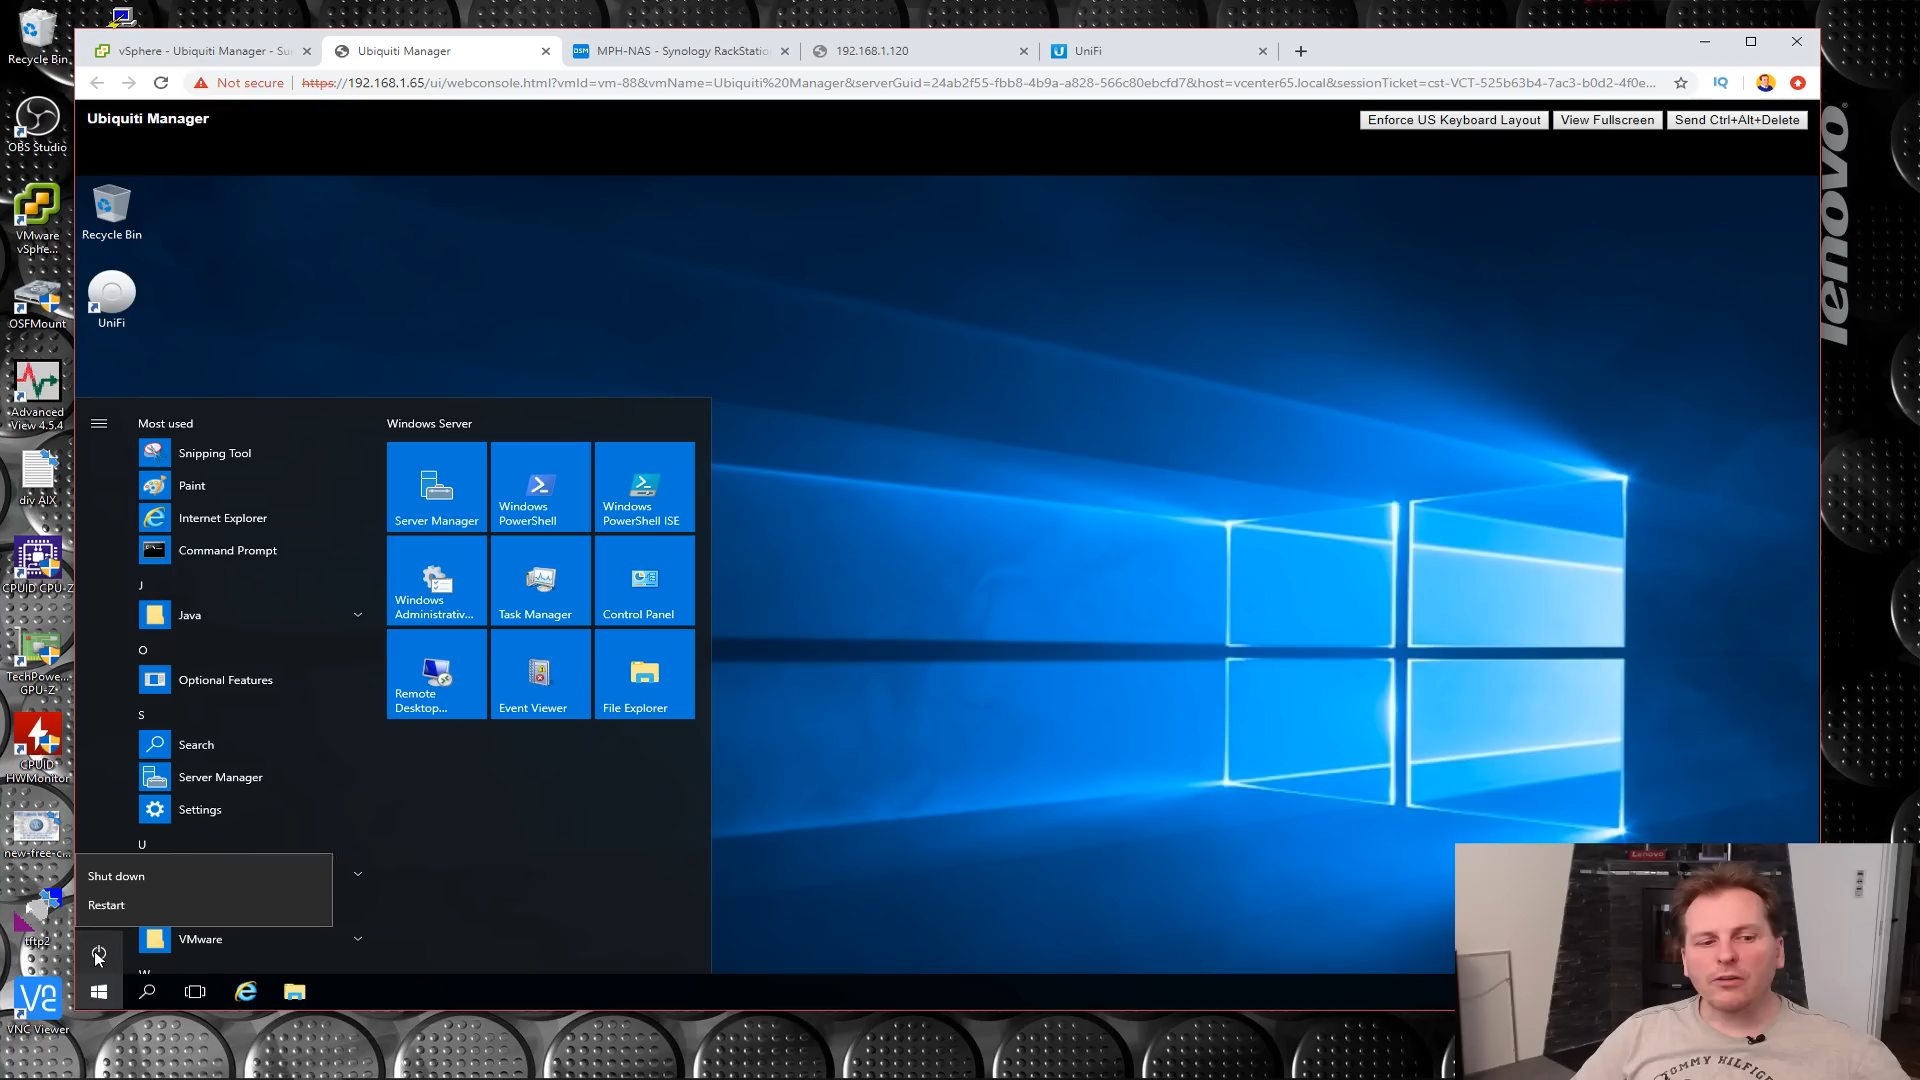 Recycle Bin
OBS Studio
VMware
vSphe...
OSFMount
Advanced
View 4.5.4
div AIX
CPUID CPU-Z
TechPowe...
GPU-Z
CPUID
HWMonitor
new-free-c...
tftp2
VNC Viewer
vSphere - Ubiquiti Manager - Su
Ubiquiti Manager
DSM
MPH-NAS - Synology RackStatio
192.168.1.120
U
UniFi
Not secure
https://192.168.1.65/ui/webconsole.html?vmId=vm-88&vmName=Ubiquiti%20Manager&serverGuid=24ab2f55-fbb8-4b9a-a828-566c80ebcfd7&host=vcenter65.local&sessionTicket=cst-VCT-525b63b4-7ac3-b0d2-4f0e...
IQ
Ubiquiti Manager
Enforce US Keyboard Layout
View Fullscreen
Send Ctrl+Alt+Delete
Recycle Bin
UniFi
Most used
Snipping Tool
Paint
Internet Explorer
Command Prompt
J
Java
O
Optional Features
S
Search
Server Manager
Settings
U
Shut down
Restart
VMware
W
Windows Server
Server Manager
Windows
PowerShell
Windows
PowerShell ISE
Windows
Administrativ...
Task Manager
Control Panel
Remote
Desktop...
Event Viewer
File Explorer
lenovo
Lenovo
TOMMY HILFIGE